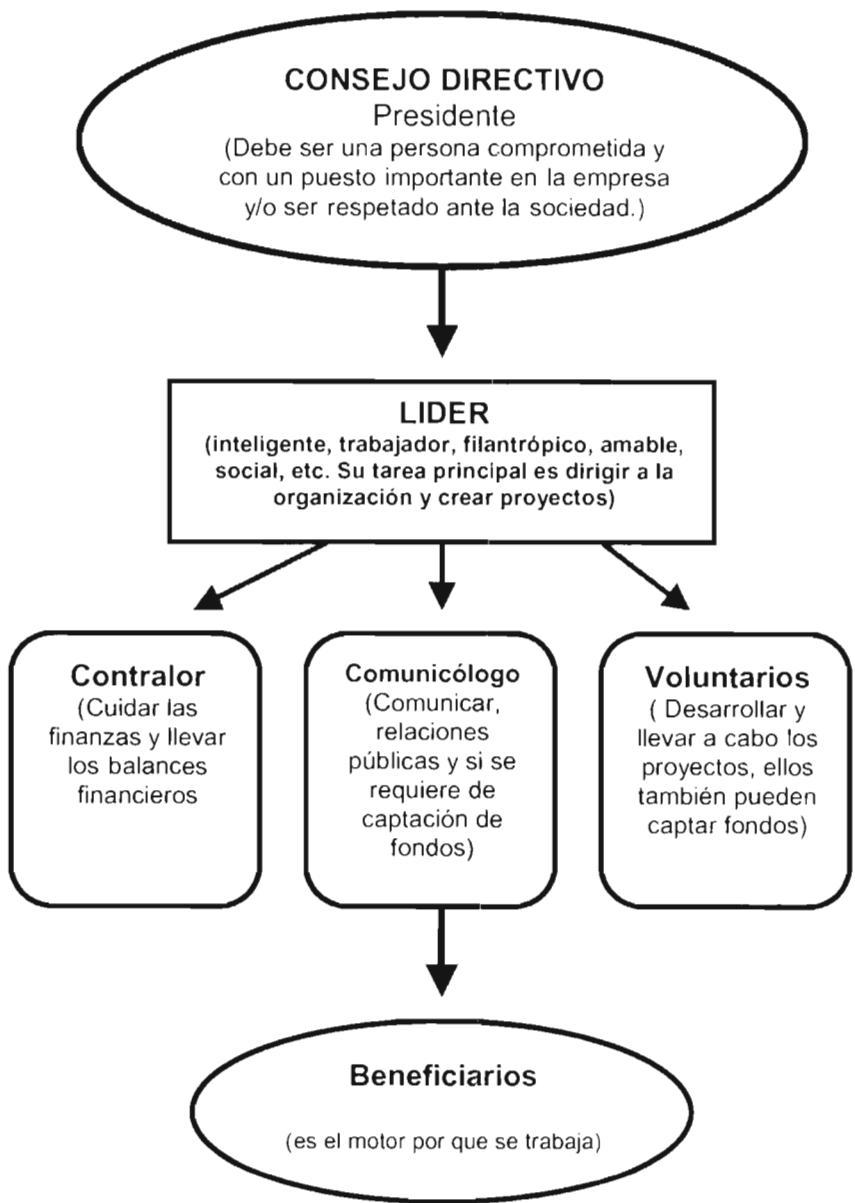 CONSEJO DIRECTIVO
Presidente
(Debe ser una persona comprometida y
con un puesto importante en la empresa
y/o ser respetado ante la sociedad.)
LIDER
(inteligente, trabajador, filantrópico, amable,
social, etc. Su tarea principal es dirigir a la
organización y crear proyectos)
Contralor
(Cuidar las
finanzas y llevar
los balances
financieros
Comunicólogo
(Comunicar,
relaciones
públicas y si se
requiere de
captación de
fondos)
Voluntarios
( Desarrollar y
llevar a cabo los
proyectos, ellos
también pueden
captar fondos)
Beneficiarios
(es el motor por que se trabaja)